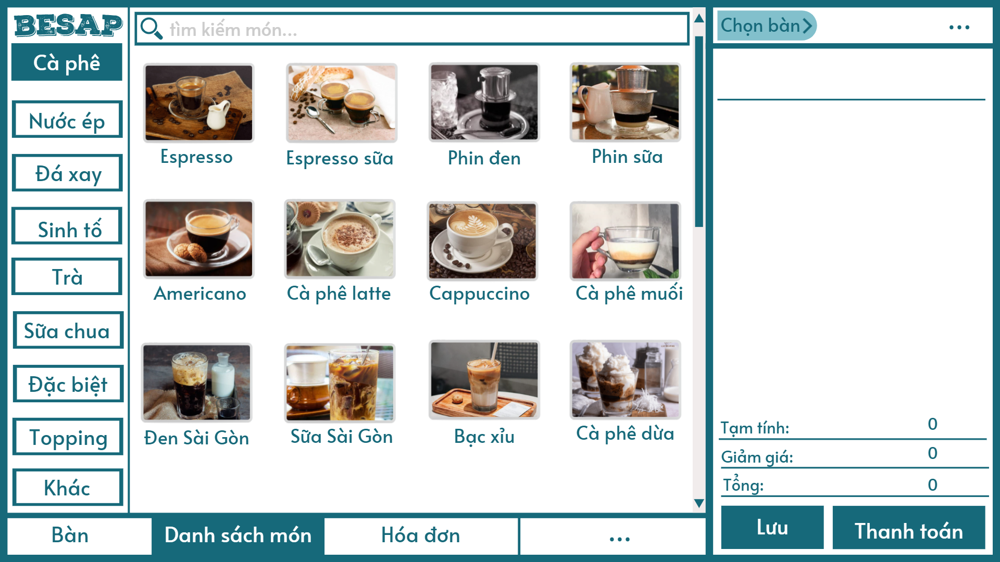 BESAP
Cà phê
Nước ép
Đá xay
Sinh tố
Trà
Sữa chua
Đặc biệt
Topping
Khác
tìm kiếm món...
Espresso
Espresso sữa
Phin đen
Phin sữa
Americano
Cà phê latte
Cappuccino
Cà phê muối
Đen Sài Gòn
Sữa Sài Gòn
Bạc xỉu
Cà phê dừa
Chọn bàn
...
Tạm tính: 0
Giảm giá: 0
Tổng: 0
Lưu
Thanh toán
Bàn
Danh sách món
Hóa đơn
...